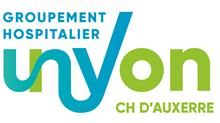 GROUPEMENT
HOSPITALIER
unyon
CH D'AUXERRE